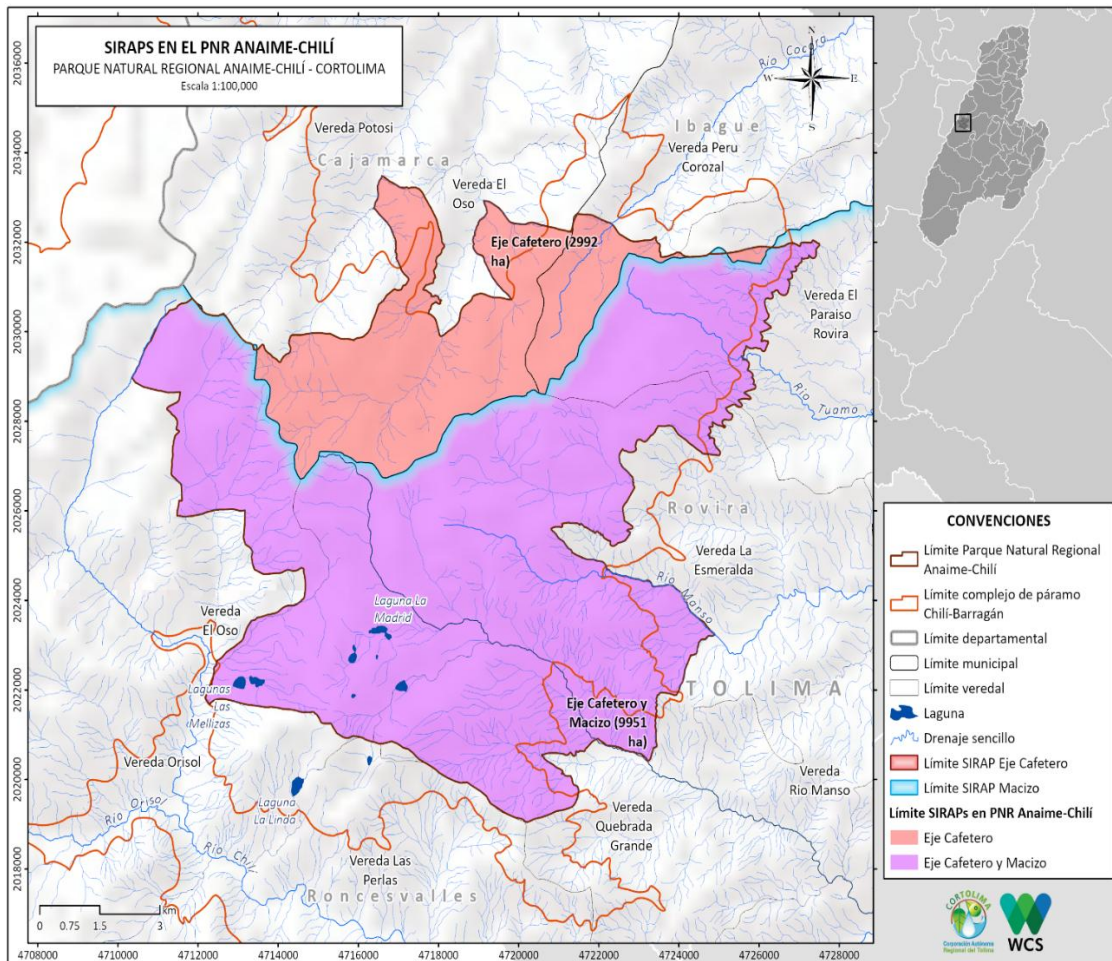 SIRAPS EN EL PNR ANAIME-CHILÍ
PARQUE NATURAL REGIONAL ANAIME-CHILÍ - CORTOLIMA
Escala 1:100,000
N
W
E
S
Río Cocora
Vereda Potosi
Cajamarca
Ibague
Vereda Peru
Corozal
Vereda El
Oso
Eje Cafetero (2992
ha)
Vereda El
Paraiso
Rovira
Río Tuamo
Rovira
Vereda La
Esmeralda
Río Manso
Laguna La
Madrid
Vereda
El Oso
Lagunas
Las
Mellizas
TOLIMA
Eje Cafetero y
Macizo (9951
ha)
Vereda Orisol
Vereda
Río Manso
Río Orisol
Laguna
La Linda
Río Chilí
Vereda
Quebrada
Grande
Vereda Las
Perlas
Roncesvalles
km
0 0.75 1.5 3
2036000
2034000
2032000
2030000
2028000
2026000
2024000
2022000
2020000
2018000
4708000 4710000 4712000 4714000 4716000 4718000 4720000 4722000 4724000 4726000 4728000
CONVENCIONES
Límite Parque Natural Regional
Anaime-Chilí
Límite complejo de páramo
Chilí-Barragán
Límite departamental
Límite municipal
Límite veredal
Laguna
Drenaje sencillo
Límite SIRAP Eje Cafetero
Límite SIRAP Macizo
Límite SIRAPs en PNR Anaime-Chilí
Eje Cafetero
Eje Cafetero y Macizo
CORTOLIMA
Corporación Autónoma
Regional del Tolima
WCS